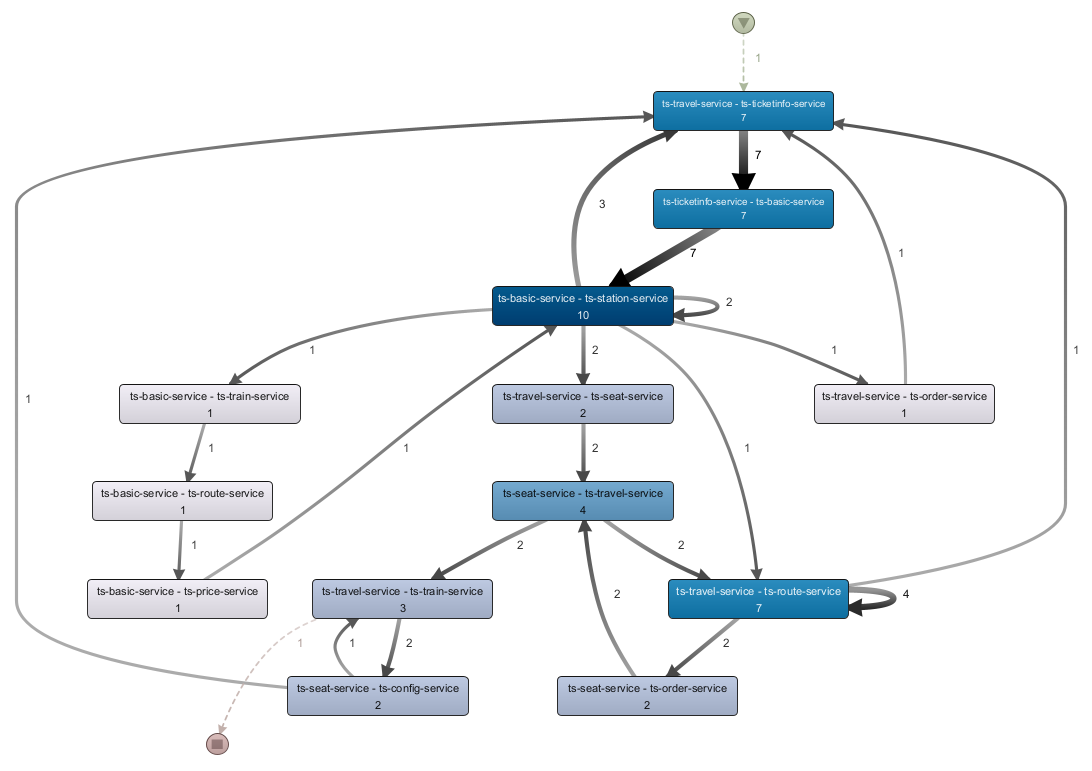 1
ts-travel-service - ts-ticketinfo-service
7
7
ts-ticketinfo-service - ts-basic-service
7
3
7
1
ts-basic-service - ts-station-service
10
2
1
2
1
1
ts-basic-service - ts-train-service
1
ts-travel-service - ts-seat-service
2
ts-travel-service - ts-order-service
1
1
1
1
2
1
ts-basic-service - ts-route-service
1
ts-seat-service - ts-travel-service
4
1
2
2
ts-basic-service - ts-price-service
1
ts-travel-service - ts-train-service
3
2
ts-travel-service - ts-route-service
7
4
1
1
2
2
ts-seat-service - ts-config-service
2
ts-seat-service - ts-order-service
2